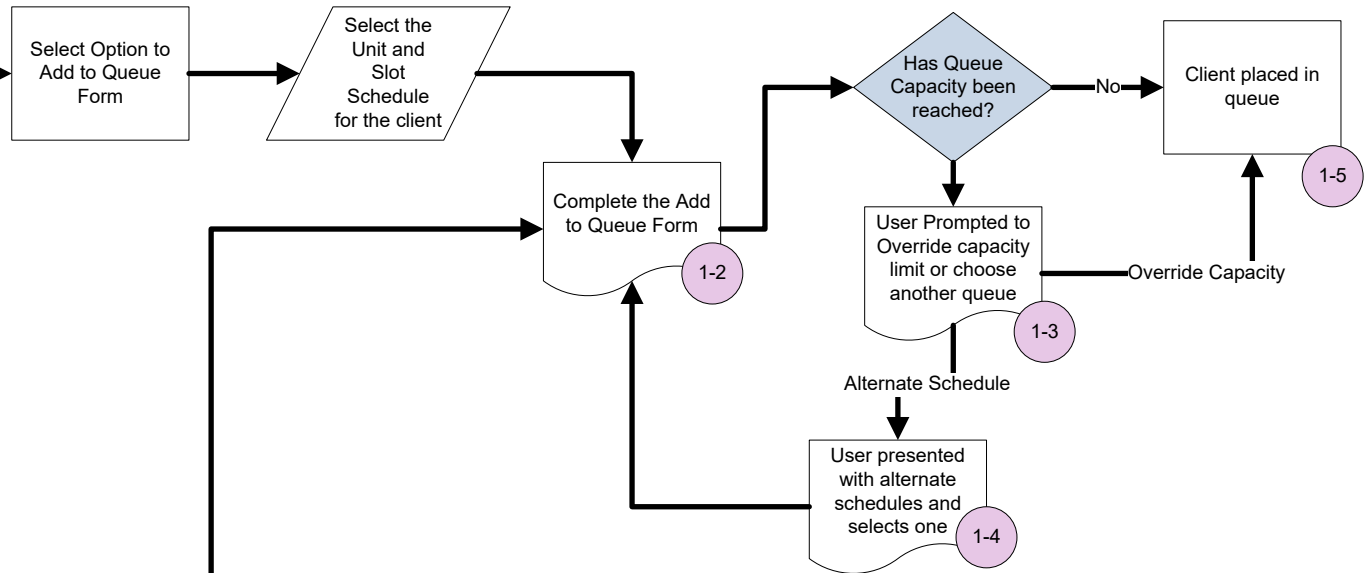 Select Option to
Add to Queue
Form
Select the
Unit and
Slot
Schedule
for the client
Has Queue
Capacity been
reached?
No
Client placed in
queue
1-5
Complete the Add
to Queue Form
1-2
User Prompted to
Override capacity
limit or choose
another queue
1-3
Override Capacity
Alternate Schedule
User presented
with alternate
schedules and
selects one
1-4